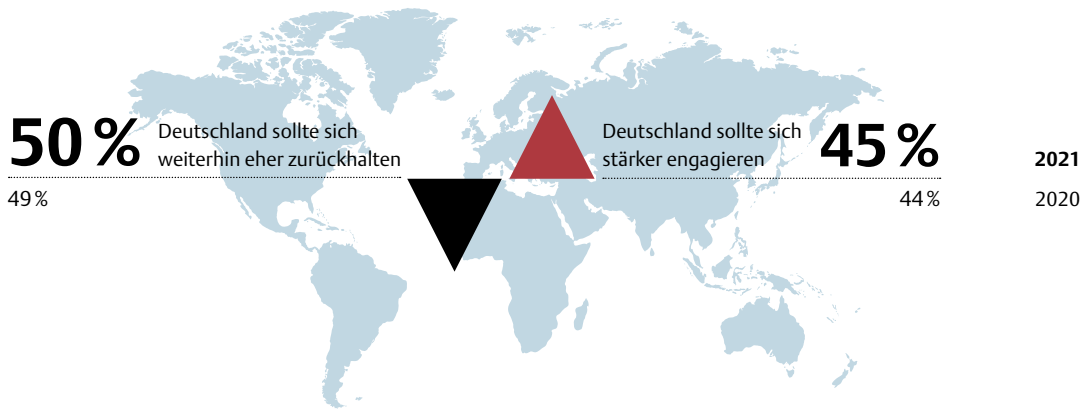 50 %
Deutschland sollte sich
weiterhin eher zurückhalten
49 %
Deutschland sollte sich
stärker engagieren
45 %
44 %
2021
2020